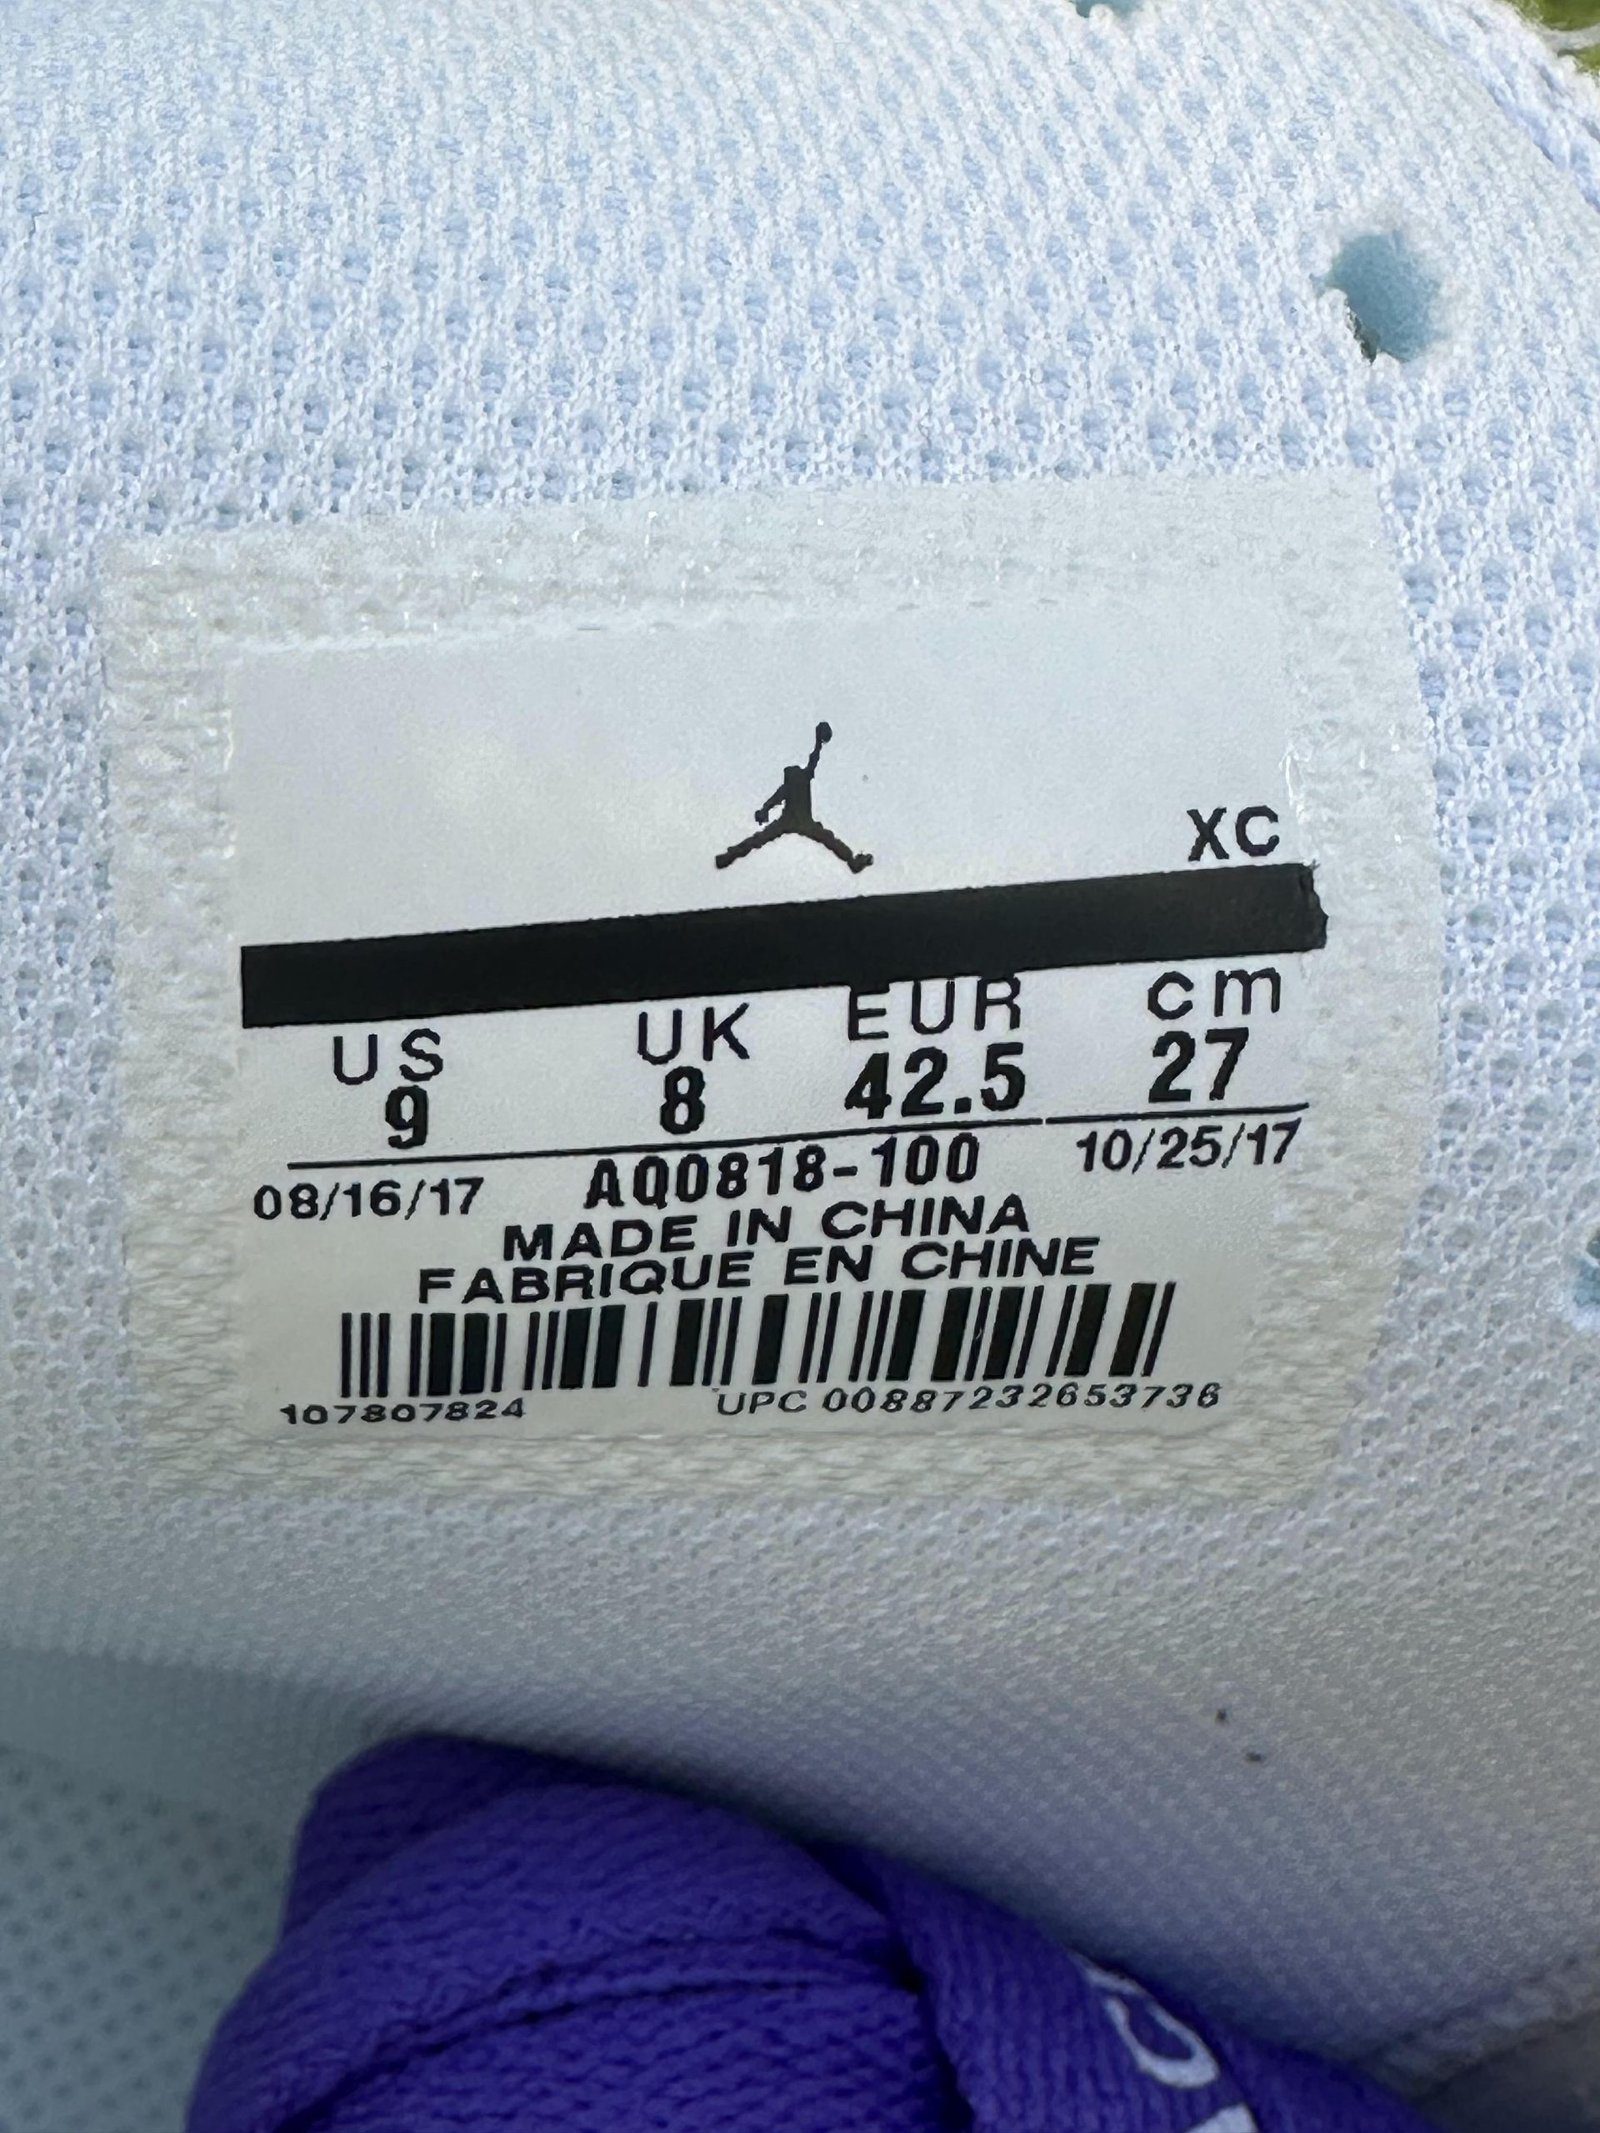 XC
US UK EUR cm
9 8 42.5 27
08/16/17 AQ0818-100 10/25/17
MADE IN CHINA
FABRIQUE EN CHINE
107807824 UPC 00887232653736